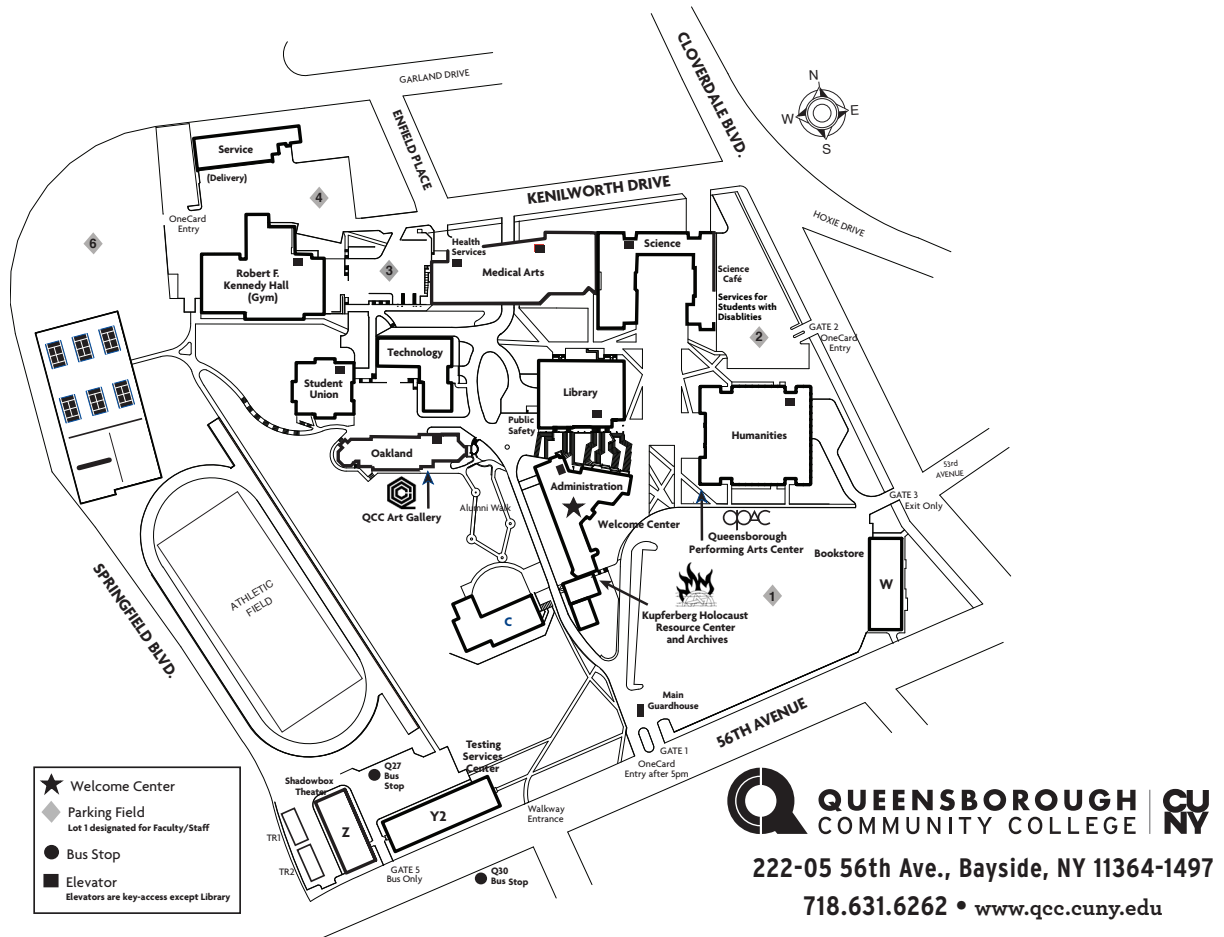 GARLAND DRIVE
CLOVERDALE BLVD.
N
W
E
S
ENFIELD PLACE
Service
(Delivery)
4
KENILWORTH DRIVE
OneCard
Entry
HOXIE DRIVE
6
Health
Services
Science
Robert F.
Kennedy Hall
(Gym)
3
Medical Arts
Science
Café
Services for
Students with
Disablities
2
GATE 2
OneCard
Entry
Technology
Student
Union
Library
Public
Safety
Humanities
Oakland
53rd
AVENUE
Administration
QCC Art Gallery
Alumni Walk
GATE 3
Exit Only
Welcome Center
QPAC
Queensborough
Performing Arts Center
Bookstore
W
ATHLETIC
FIELD
SPRINGFIELD BLVD.
1
C
Kupferberg Holocaust
Resource Center
and Archives
Main
Guardhouse
56TH AVENUE
GATE 1
OneCard
Entry after 5pm
Testing
Services
Center
Q27
Bus
Stop
Shadowbox
Theater
Walkway
Entrance
Z
Y2
TR1
TR2
GATE 5
Bus Only
Q30
Bus Stop
Welcome Center
Parking Field
Lot 1 designated for Faculty/Staff
Bus Stop
Elevator
Elevators are key-access except Library
QUEENSBOROUGH
COMMUNITY COLLEGE
CU
NY
222-05 56th Ave., Bayside, NY 11364-1497
718.631.6262 • www.qcc.cuny.edu